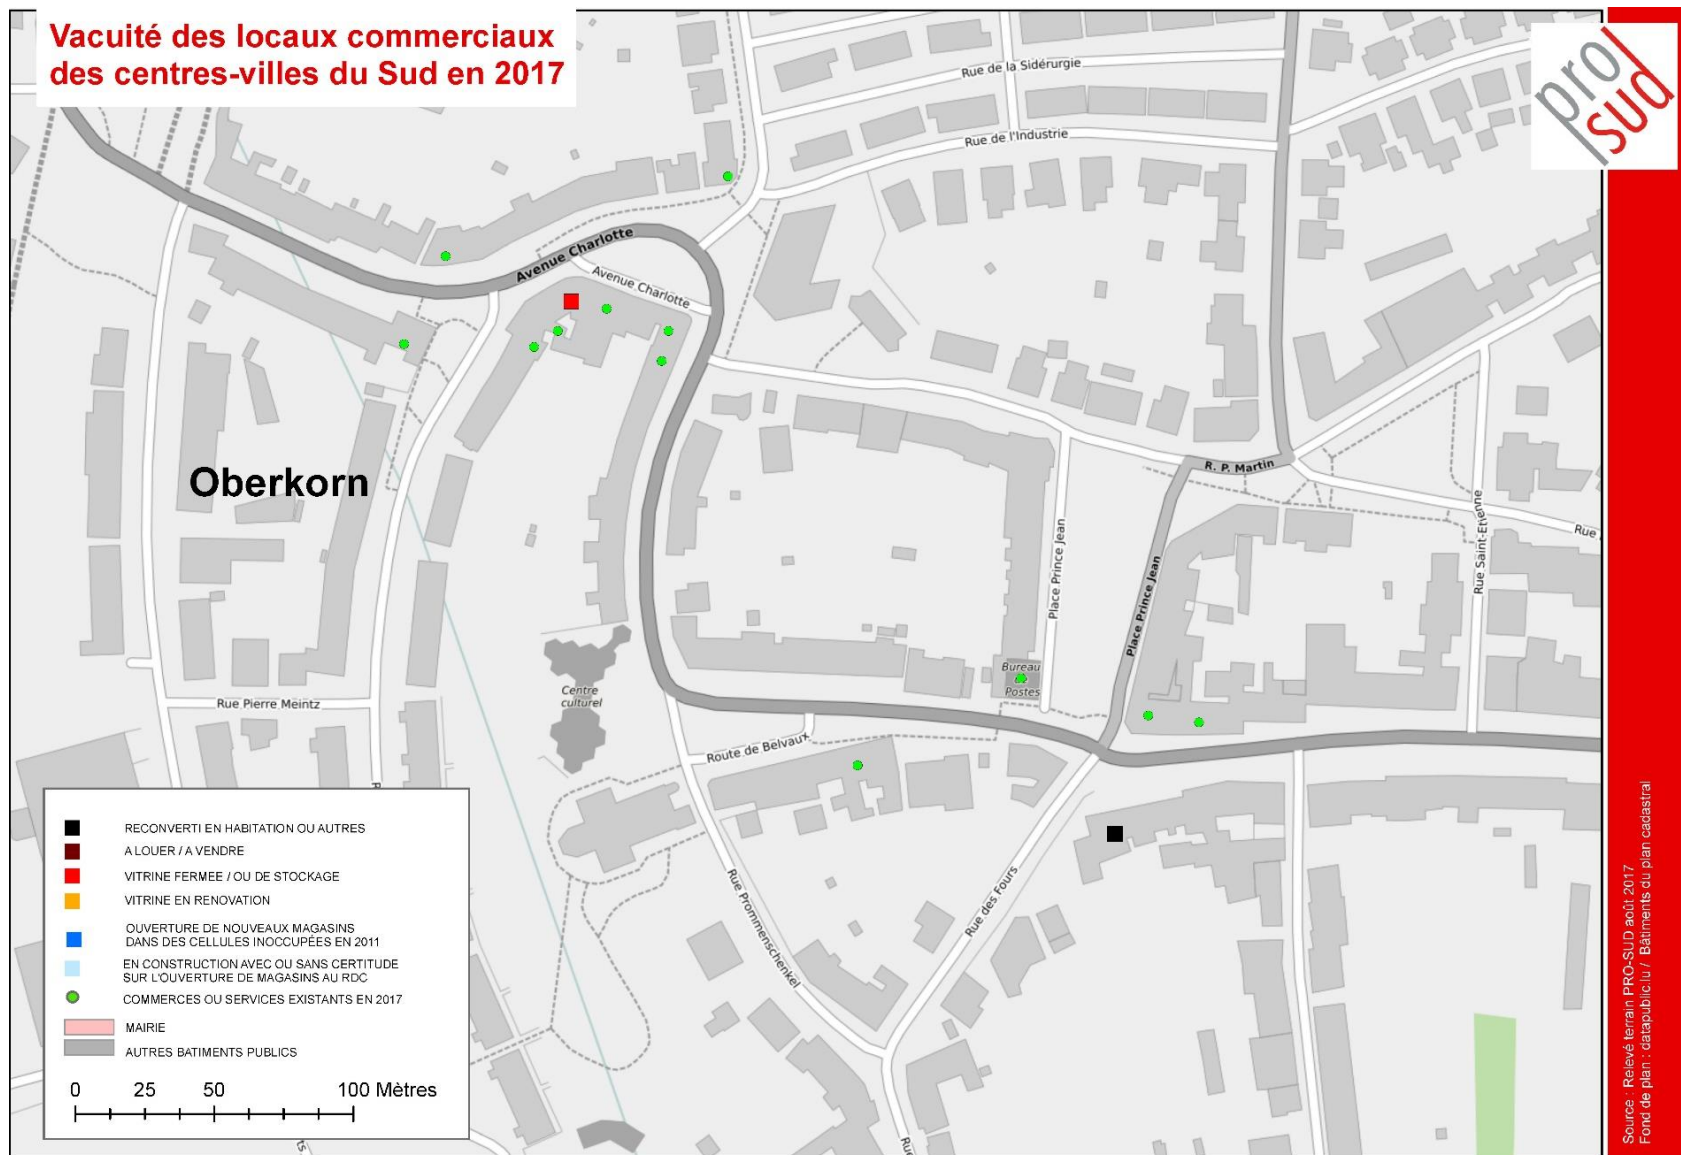 Vacuité des locaux commerciaux
des centres-villes du Sud en 2017
pro
sud
Rue de la Sidérurgie
Rue de l'Industrie
Avenue Charlotte
Avenue Charlotte
R. P. Martin
Oberkorn
Place Prince Jean
Place Prince Jean
Rue Saint-Etienne
Rue
Bureau
Postes
Centre
culturel
Rue Pierre Meintz
Route de Belvaux
Rue Prommenschenkel
Rue des Fours
RECONVERTI EN HABITATION OU AUTRES
A LOUER / A VENDRE
VITRINE FERMEE / OU DE STOCKAGE
VITRINE EN RENOVATION
OUVERTURE DE NOUVEAUX MAGASINS
DANS DES CELLULES INOCCUPÉES EN 2011
EN CONSTRUCTION AVEC OU SANS CERTITUDE
SUR L'OUVERTURE DE MAGASINS AU RDC
COMMERCES OU SERVICES EXISTANTS EN 2017
MAIRIE
AUTRES BATIMENTS PUBLICS
0 25 50 100 Mètres
Source : Relevé terrain PRO-SUD août 2017
Fond de plan : datapublic.lu / Bâtiments du plan cadastral